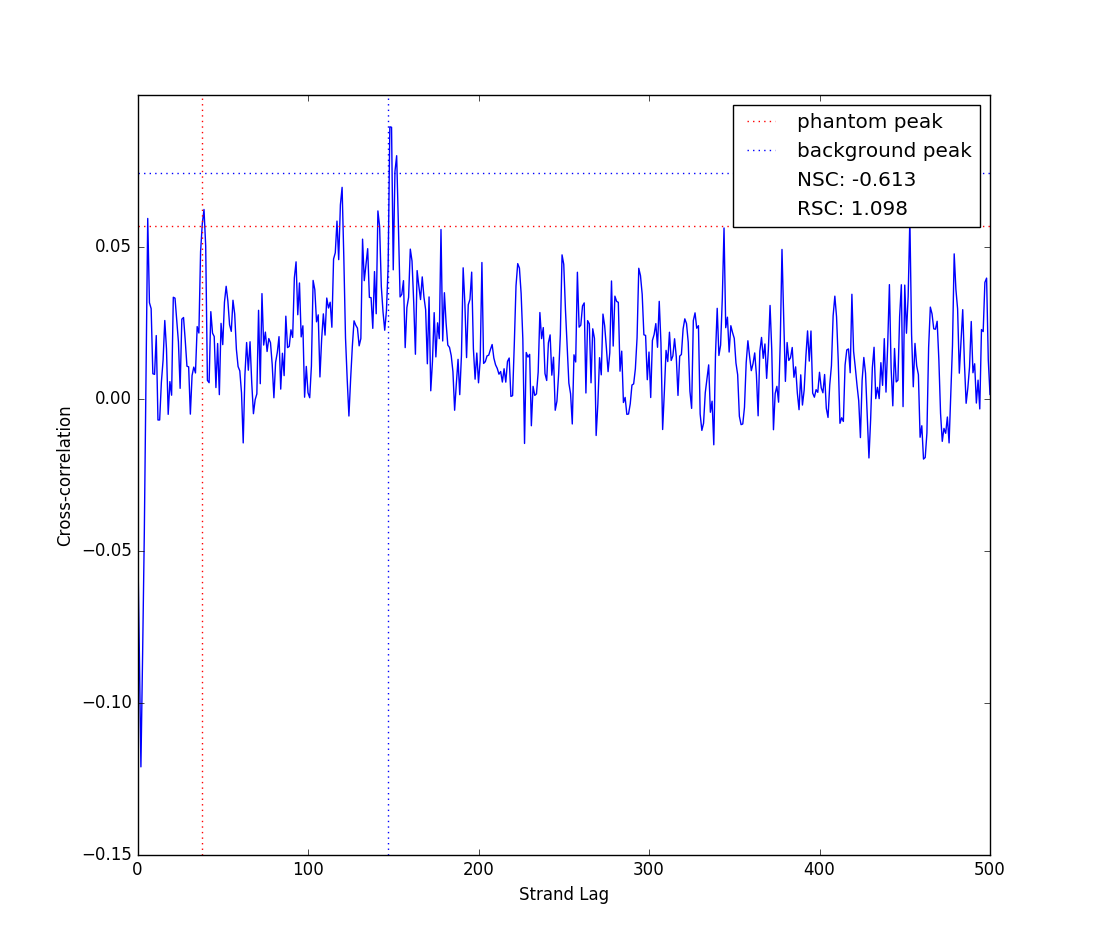 phantom peak
background peak
NSC: -0.613
RSC: 1.098
0.05
0.00
−0.05
−0.10
−0.15
Cross-correlation
0 100 200 300 400 500
Strand Lag